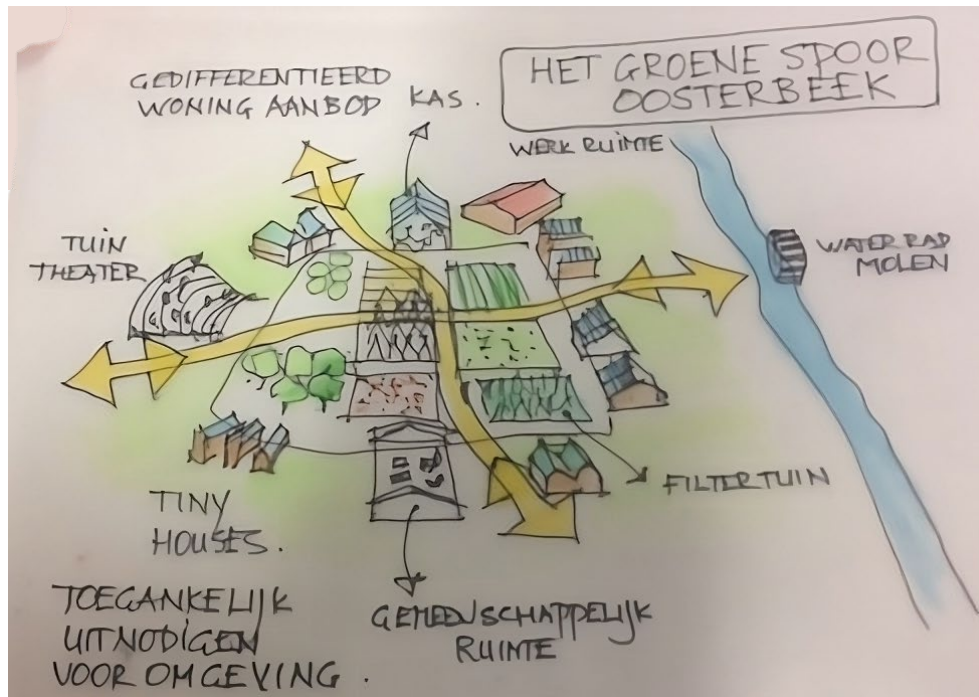 HET GROENE SPOOR
OOSTERBEEK
GEDIFFERENTIEERD
WONING AANBOD
KAS.
WERK RUIMTE
TUIN
THEATER
WATER RAD
MOLEN
FILTERTUIN
TINY
HOUSES.
GEMEENSCHAPPELIJK
RUIMTE
TOEGANKELIJK
UITNODIGEN
VOOR OMGEVING.